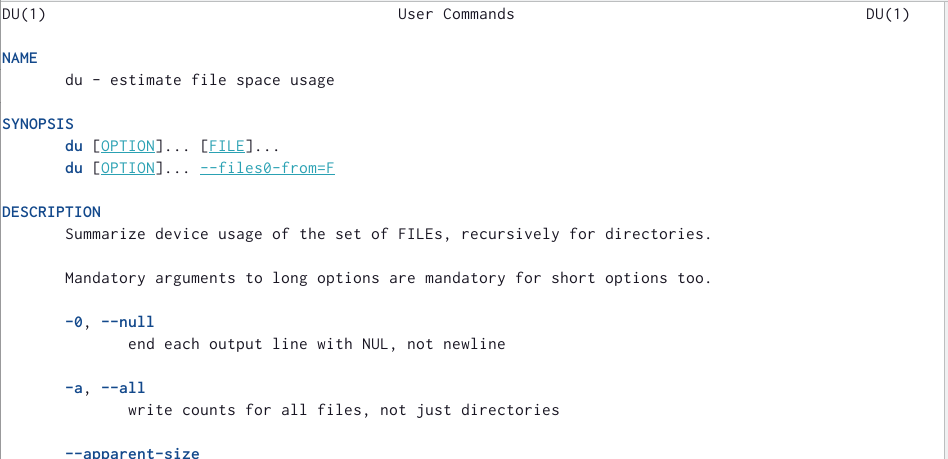 DU(1) User Commands DU(1)
NAME
du - estimate file space usage
SYNOPSIS
du [OPTION]... [FILE]...
du [OPTION]... --files0-from=F
DESCRIPTION
Summarize device usage of the set of FILEs, recursively for directories.
Mandatory arguments to long options are mandatory for short options too.
-0, --null
end each output line with NUL, not newline
-a, --all
write counts for all files, not just directories
--apparent-size